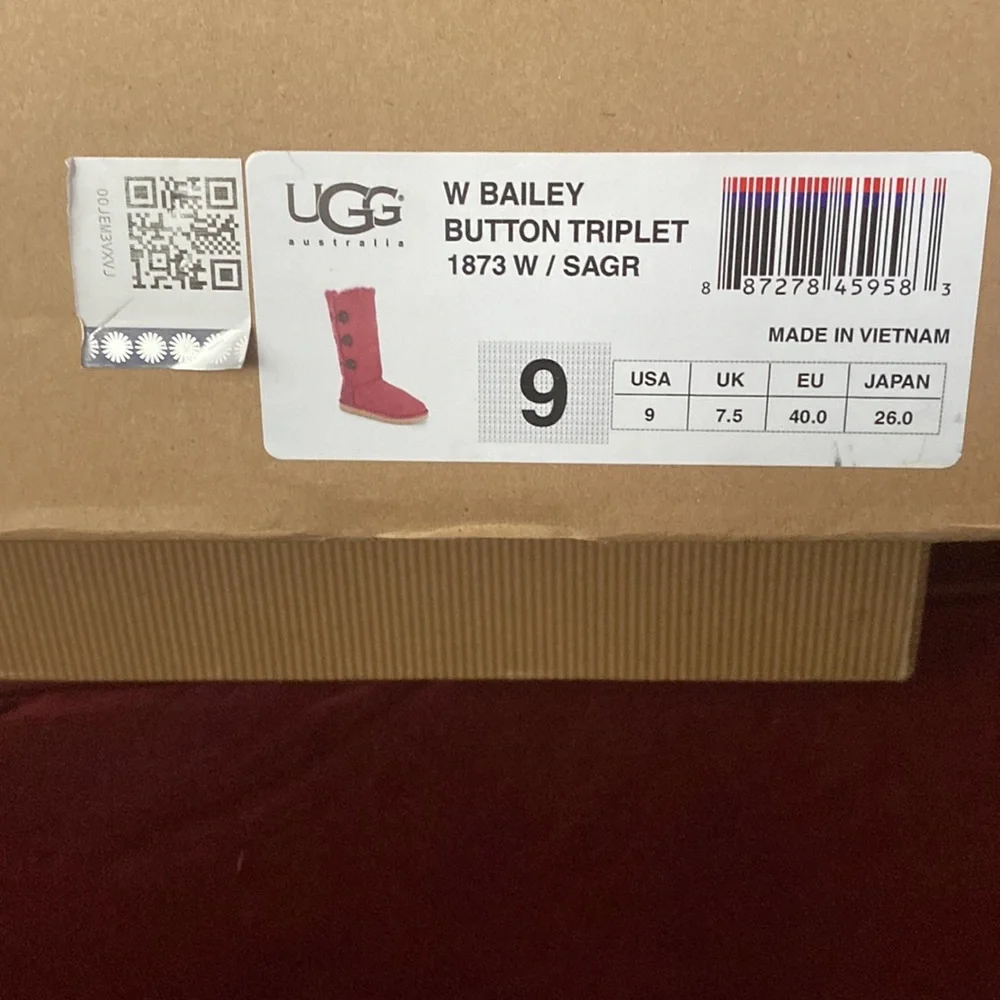 00JEM3VXVJ
UGG®
australia
W BAILEY
BUTTON TRIPLET
1873 W / SAGR
8 87278 45958 3
MADE IN VIETNAM
9
USA UK EU JAPAN
9 7.5 40.0 26.0